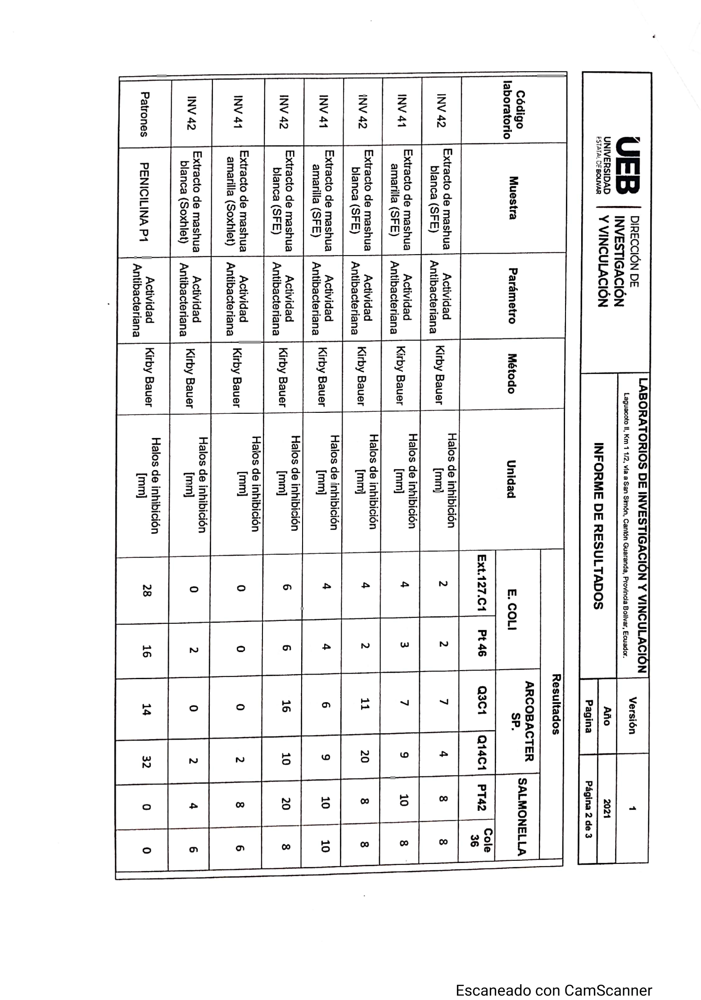 ÜEB
UNIVERSIDAD
ESTATAL DE BOLIVAR
DIRECCIÓN DE
INVESTIGACIÓN
Y VINCULACIÓN
LABORATORIOS DE INVESTIGACIÓN Y VINCULACIÓN
Laguacoto II, Km 1 1/2, vía a San Simón, Cantón Guaranda, Provincia Bolívar, Ecuador.
INFORME DE RESULTADOS
Versión 1
Año 2021
Pagina Página 2 de 3
Código laboratorio Muestra Parámetro Método Unidad Resultados
E. COLI ARCOBACTER SP. SALMONELLA
Ext.127.C1 Pt 46 Q3C1 Q14C1 PT42 Cole 36
INV 42 Extracto de mashua blanca (SFE) Actividad Antibacteriana Kirby Bauer Halos de inhibición [mm] 2 2 7 4 8 8
INV 41 Extracto de mashua amarilla (SFE) Actividad Antibacteriana Kirby Bauer Halos de inhibición [mm] 4 3 7 9 10 8
INV 42 Extracto de mashua blanca (SFE) Actividad Antibacteriana Kirby Bauer Halos de inhibición [mm] 4 2 11 20 8 8
INV 41 Extracto de mashua amarilla (SFE) Actividad Antibacteriana Kirby Bauer Halos de inhibición [mm] 4 4 6 9 10 10
INV 42 Extracto de mashua blanca (SFE) Actividad Antibacteriana Kirby Bauer Halos de inhibición [mm] 6 6 16 10 20 8
INV 41 Extracto de mashua amarilla (Soxhlet) Actividad Antibacteriana Kirby Bauer Halos de inhibición [mm] 0 0 0 2 8 6
INV 42 Extracto de mashua blanca (Soxhlet) Actividad Antibacteriana Kirby Bauer Halos de inhibición [mm] 0 2 0 2 4 6
Patrones PENICILINA P1 Actividad Antibacteriana Kirby Bauer Halos de inhibición [mm] 28 16 14 32 0 0
Escaneado con CamScanner